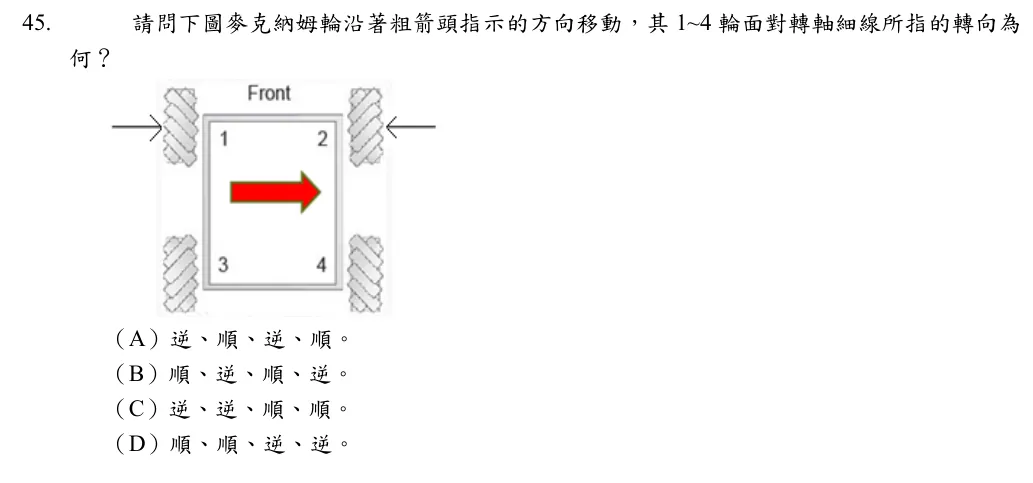 45. 請問下圖麥克納姆輪沿著粗箭頭指示的方向移動，其 1~4 輪面對轉軸細線所指的轉向為
何？
Front
1 2
3 4
（A）逆、順、逆、順。
（B）順、逆、順、逆。
（C）逆、逆、順、順。
（D）順、順、逆、逆。